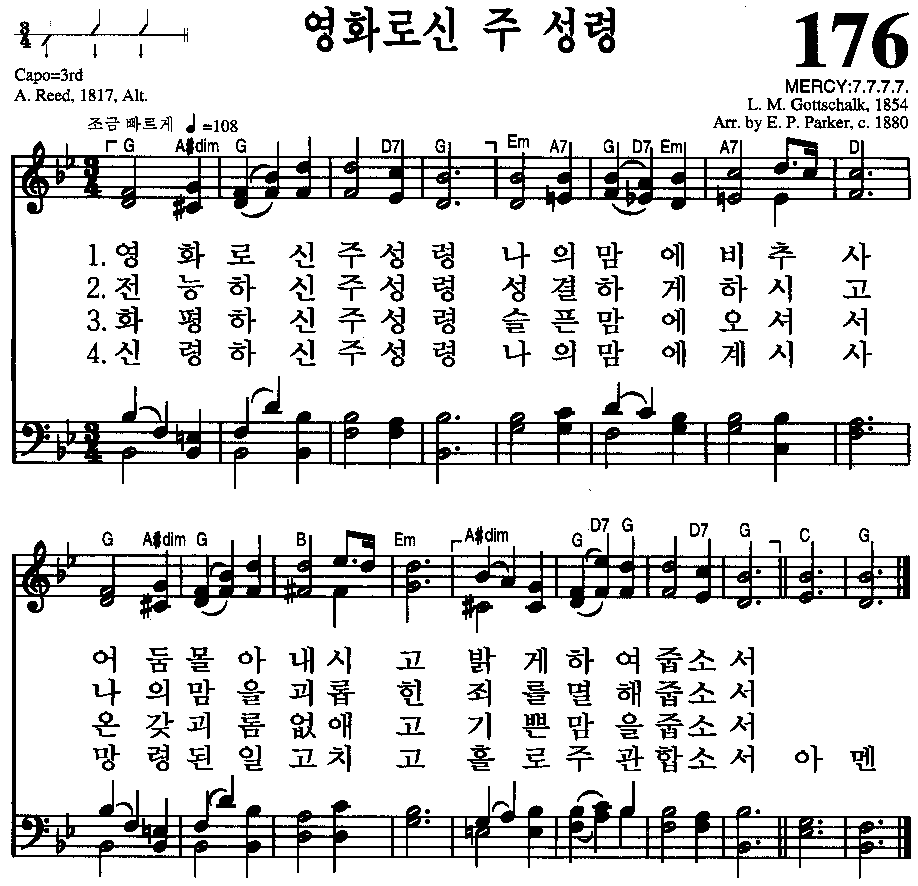 영화로신 주 성령
176
3
4
Capo=3rd
A. Reed, 1817, Alt.
MERCY:7.7.7.7.
L. M. Gottschalk, 1854
Arr. by E. P. Parker, c. 1880
조금 빠르게 ♩=108
G A#dim G D7 G Em A7 G D7 Em A7 D
1. 영 화 로 신 주 성 령 나 의 맘 에 비 추 사
2. 전 능 하 신 주 성 령 성 결 하 게 하 시 고
3. 화 평 하 신 주 성 령 슬 픈 맘 에 오 셔 서
4. 신 령 하 신 주 성 령 나 의 맘 에 계 시 사
G A#dim G B Em A#dim G D7 G D7 G C G
어 둠 몰 아 내 시 고 밝 게 하 여 줍 소 서
나 의 맘 을 괴 롭 힌 죄 를 멸 해 줍 소 서
온 갖 괴 롬 없 애 고 기 쁜 맘 을 줍 소 서
망 령 된 일 고 치 고 홀 로 주 관 합 소 서 아 멘